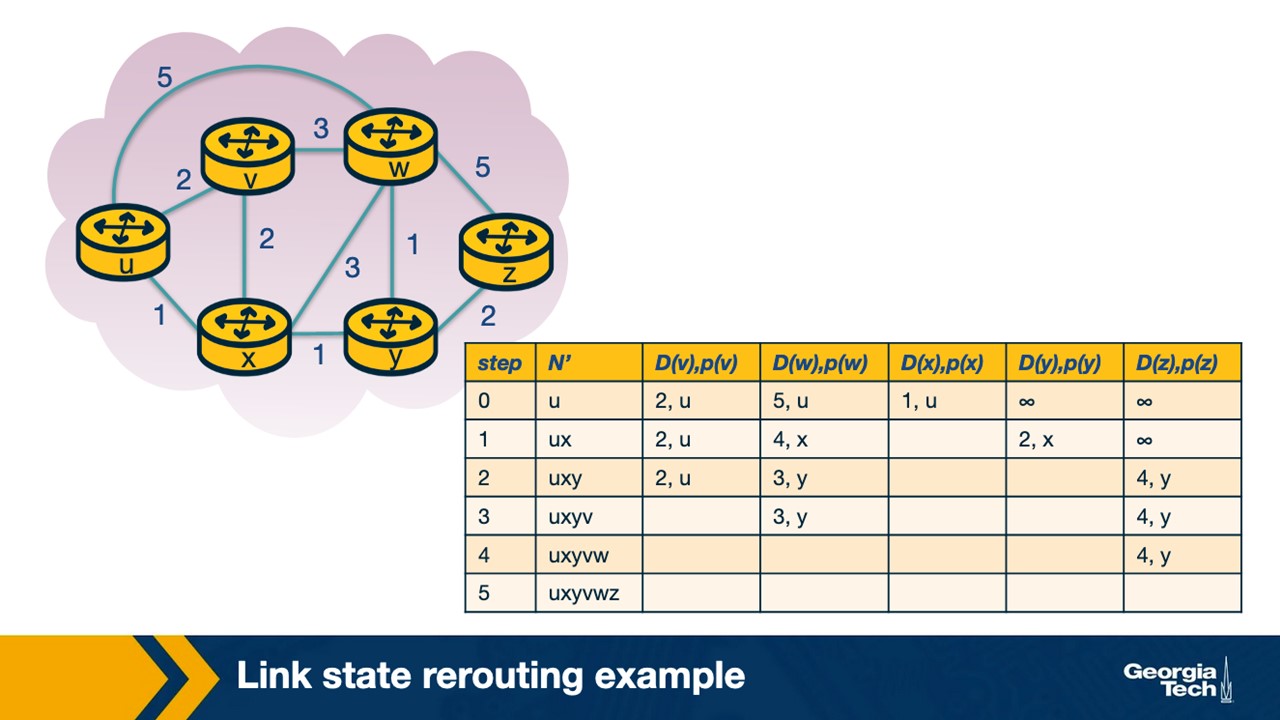 5
3
v
w
2
5
2
1
u
3
z
1
2
x
1
y
step N’ D(v),p(v) D(w),p(w) D(x),p(x) D(y),p(y) D(z),p(z)
0 u 2, u 5, u 1, u ∞ ∞
1 ux 2, u 4, x 2, x ∞
2 uxy 2, u 3, y 4, y
3 uxyv 3, y 4, y
4 uxyvw 4, y
5 uxyvwz
Link state rerouting example
Georgia
Tech